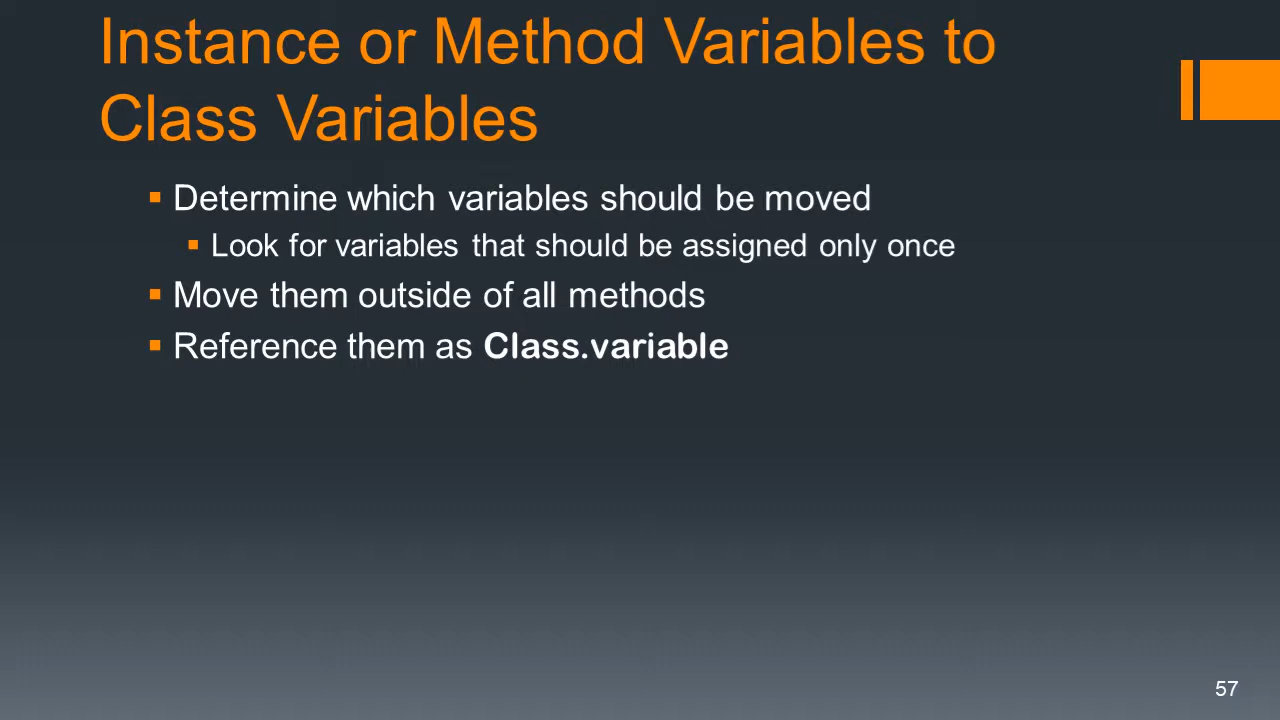 Instance or Method Variables to
Class Variables
▪ Determine which variables should be moved
▪ Look for variables that should be assigned only once
▪ Move them outside of all methods
▪ Reference them as Class.variable
57